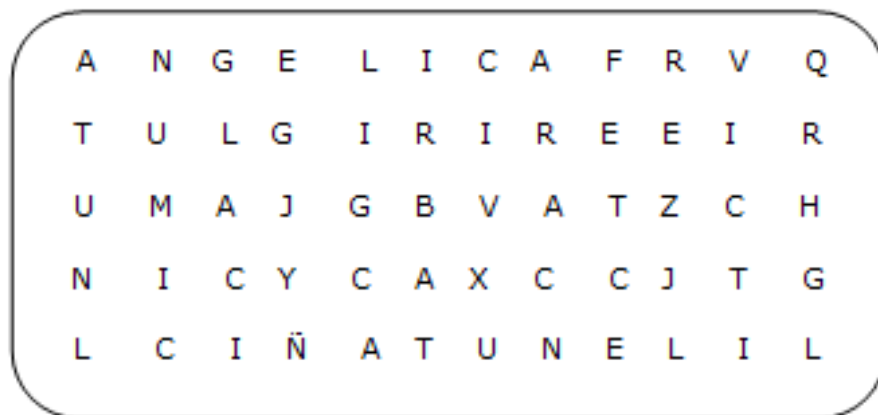 A N G E L I C A F R V Q
T U L G I R I R E E I R
U M A J G B V A T Z C H
N I C Y C A X C C J T G
L C I Ñ A T U N E L I L